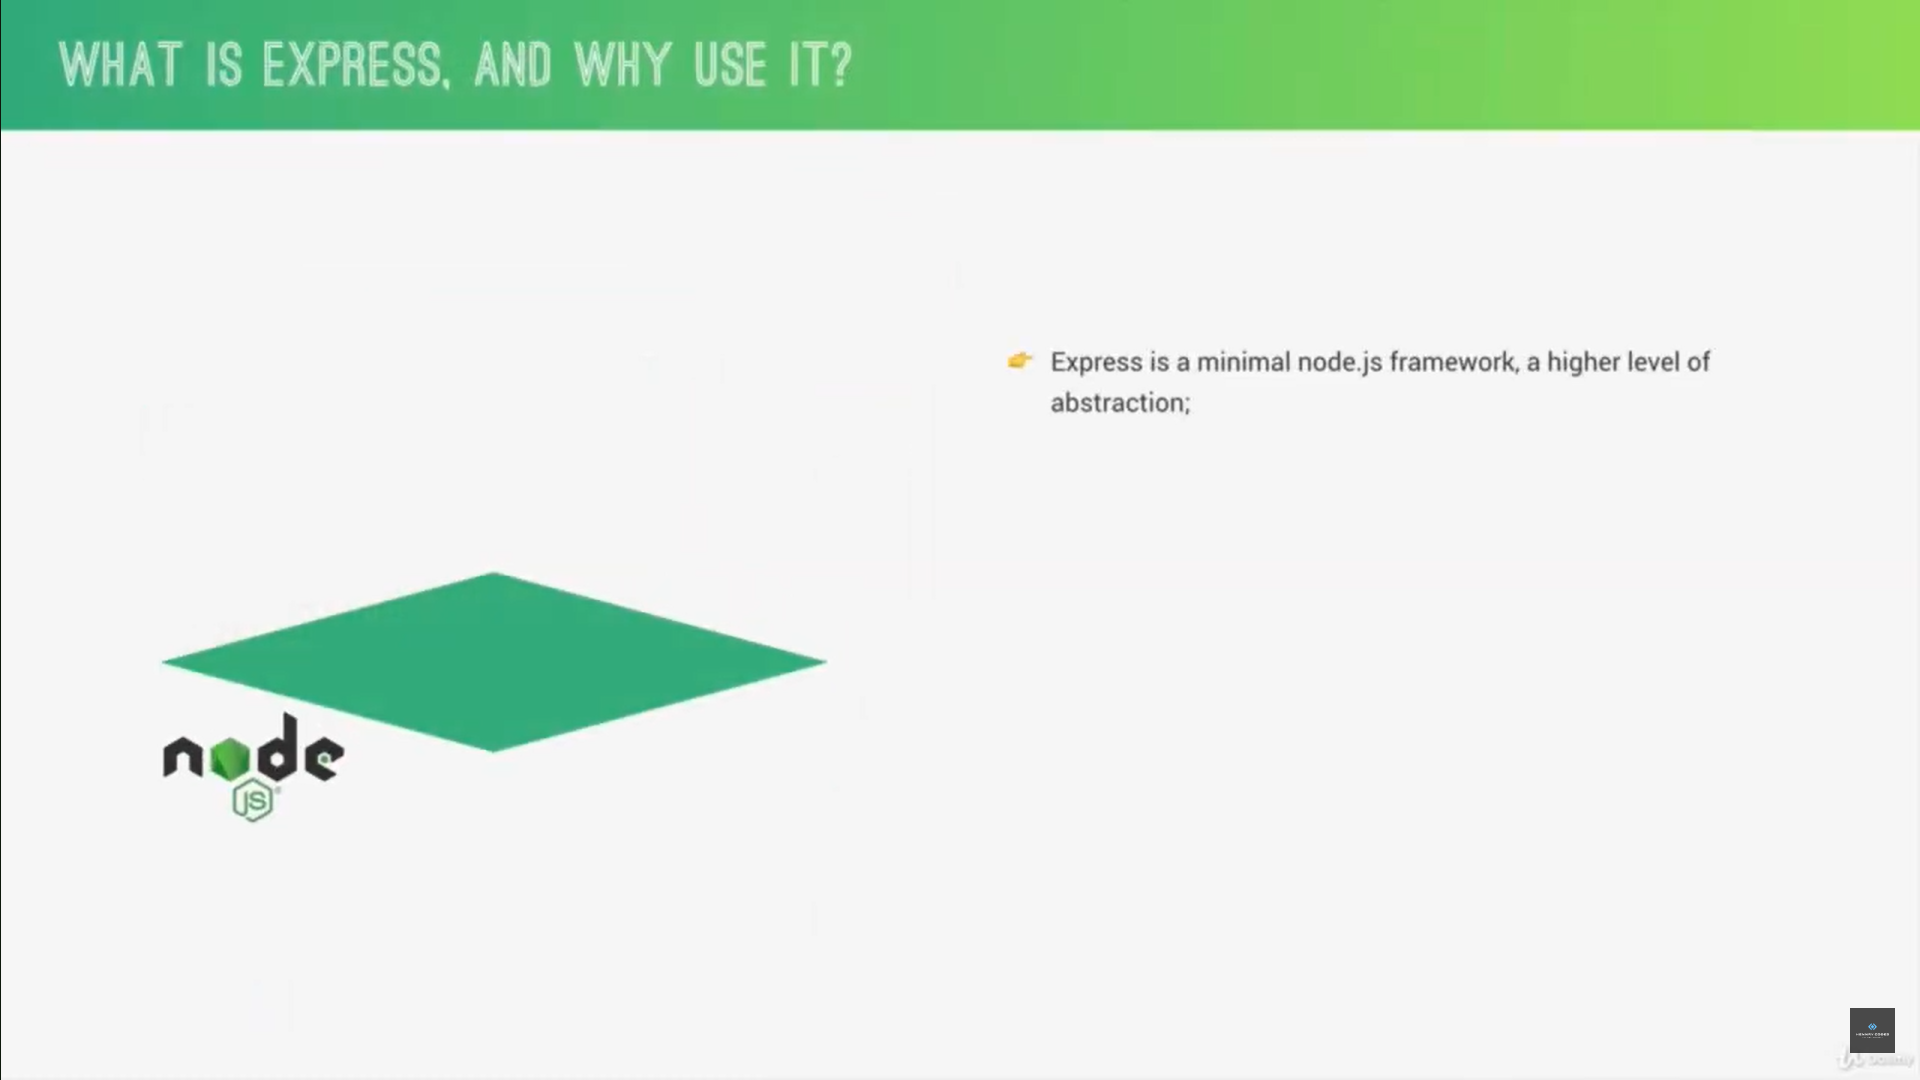 WHAT IS EXPRESS, AND WHY USE IT?
Express is a minimal node.js framework, a higher level of
abstraction;
node
JS